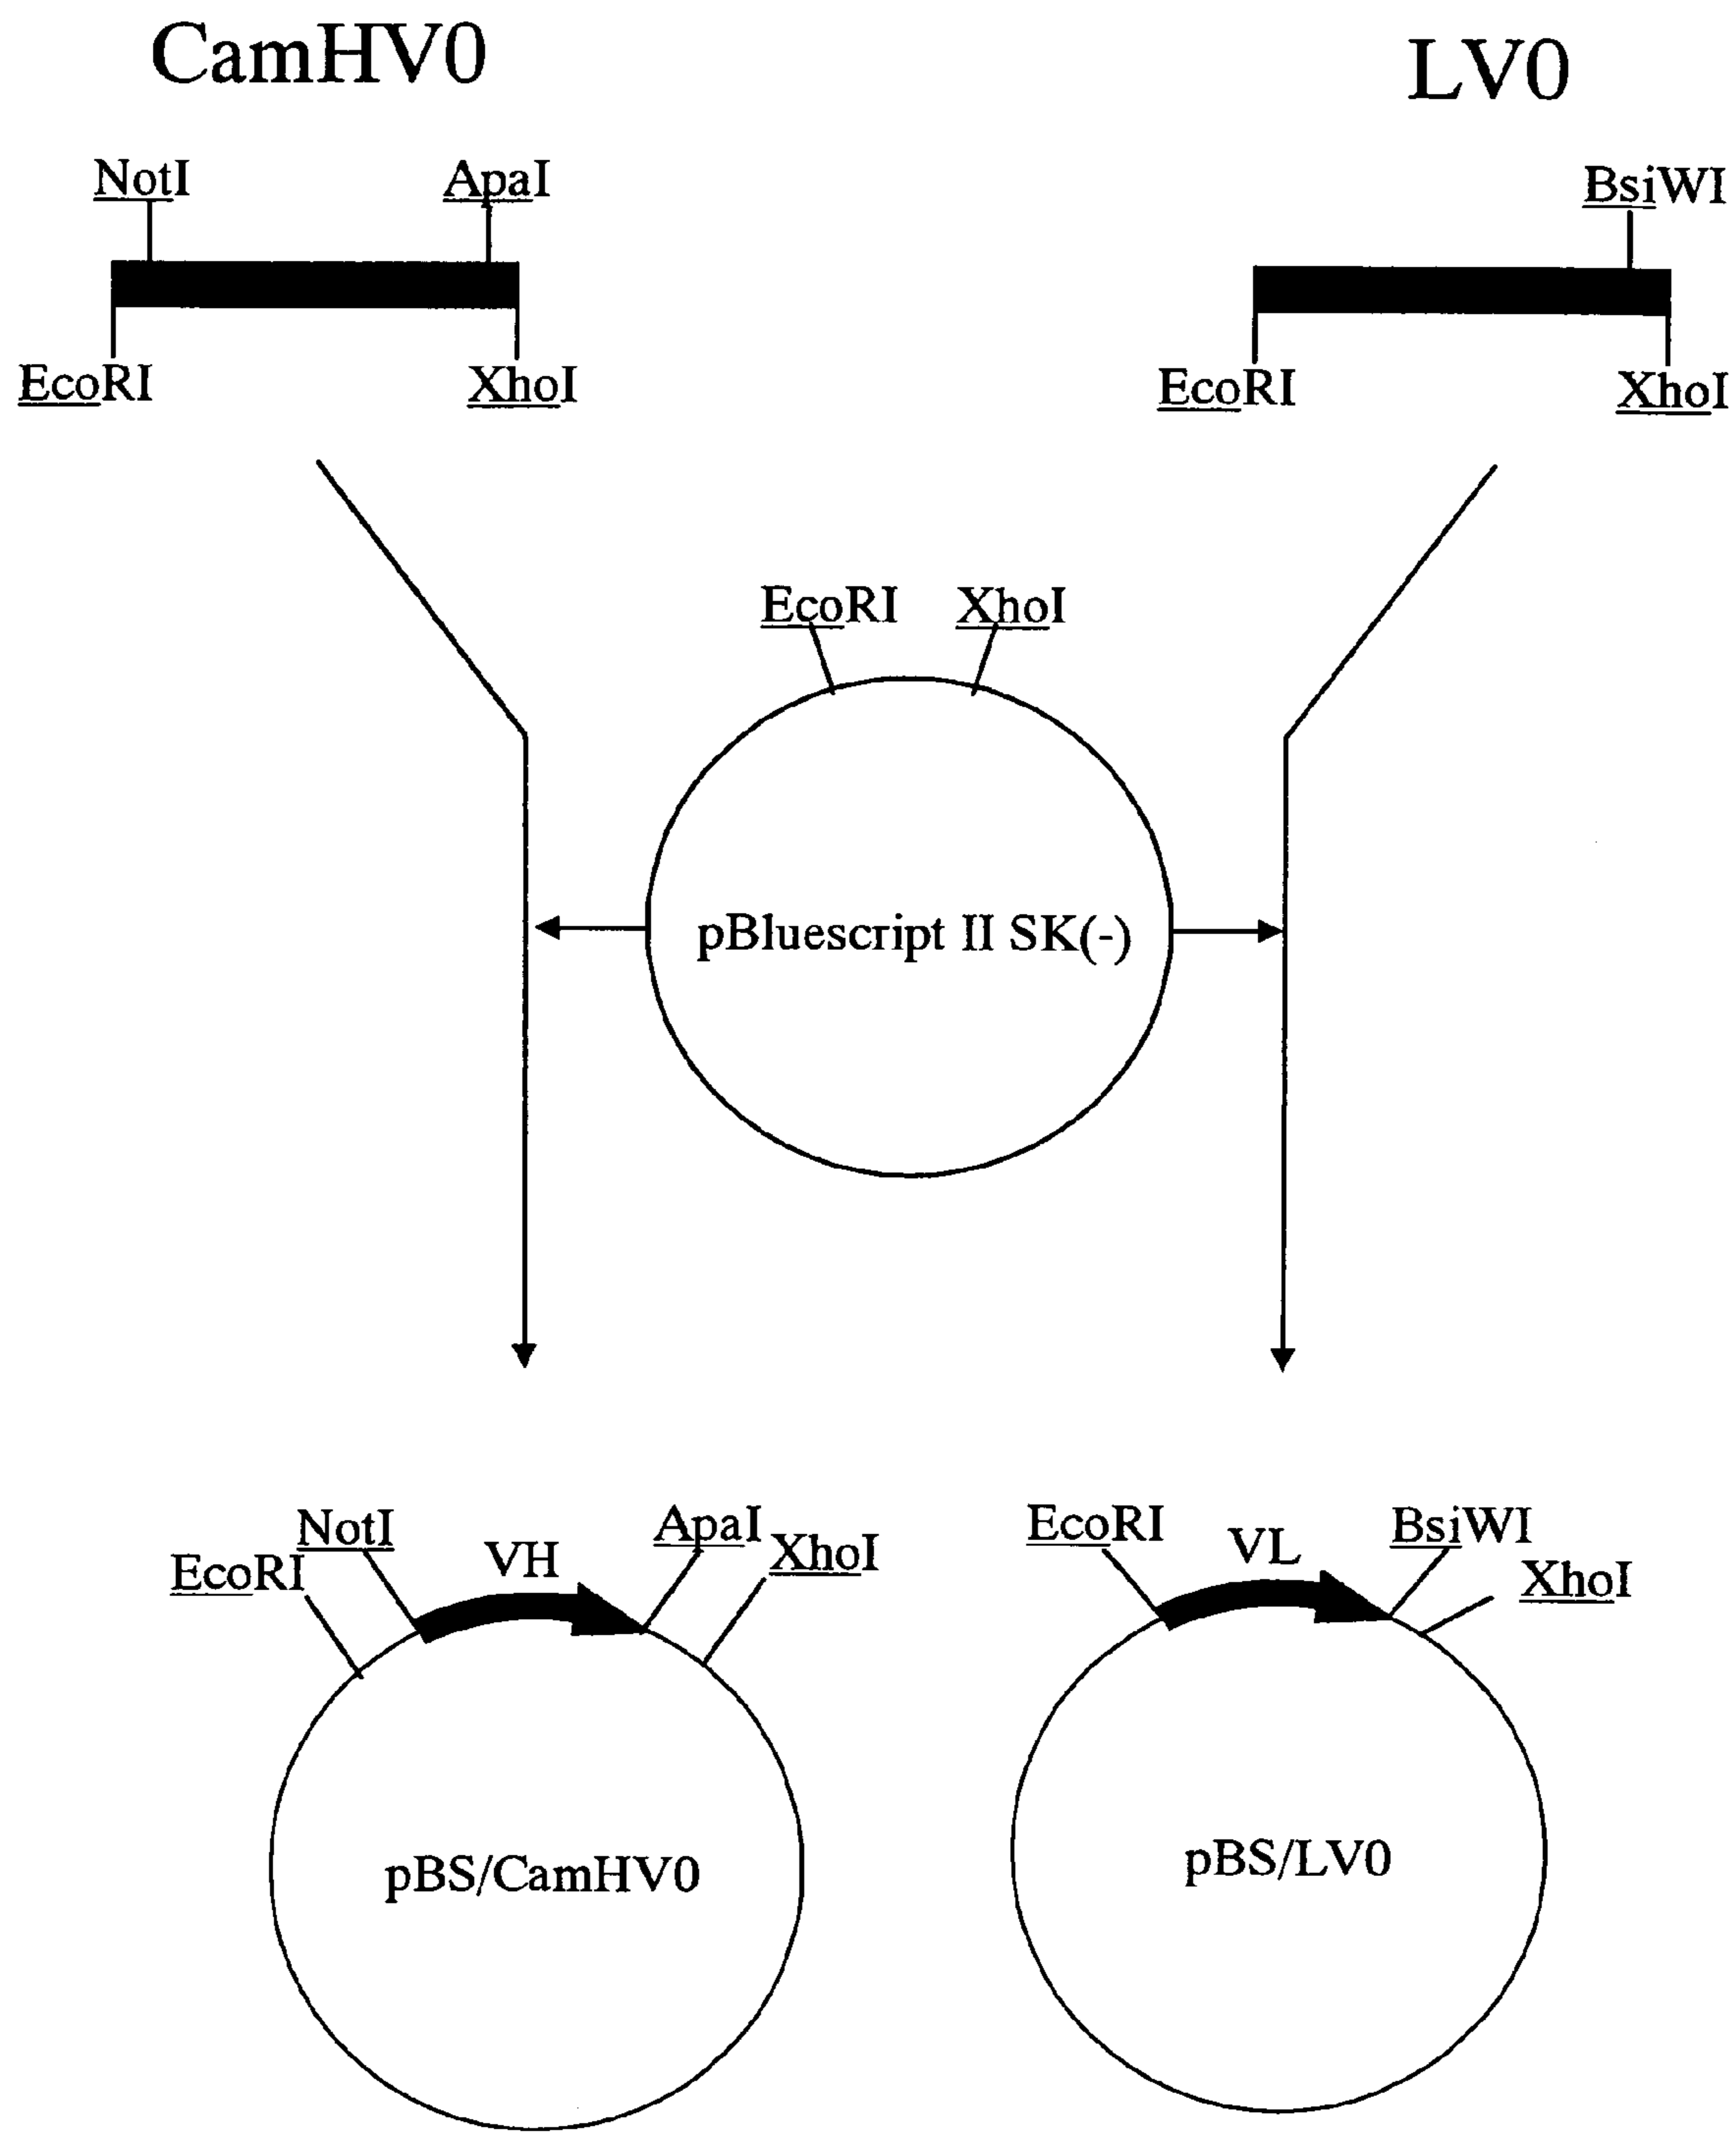 CamHV0
LV0
NotI
ApaI
BsiWI
EcoRI
XhoI
EcoRI
XhoI
EcoRI
XhoI
pBluescript II SK(-)
NotI
VH
ApaI
EcoRI
XhoI
EcoRI
VL
BsiWI
XhoI
pBS/CamHV0
pBS/LV0